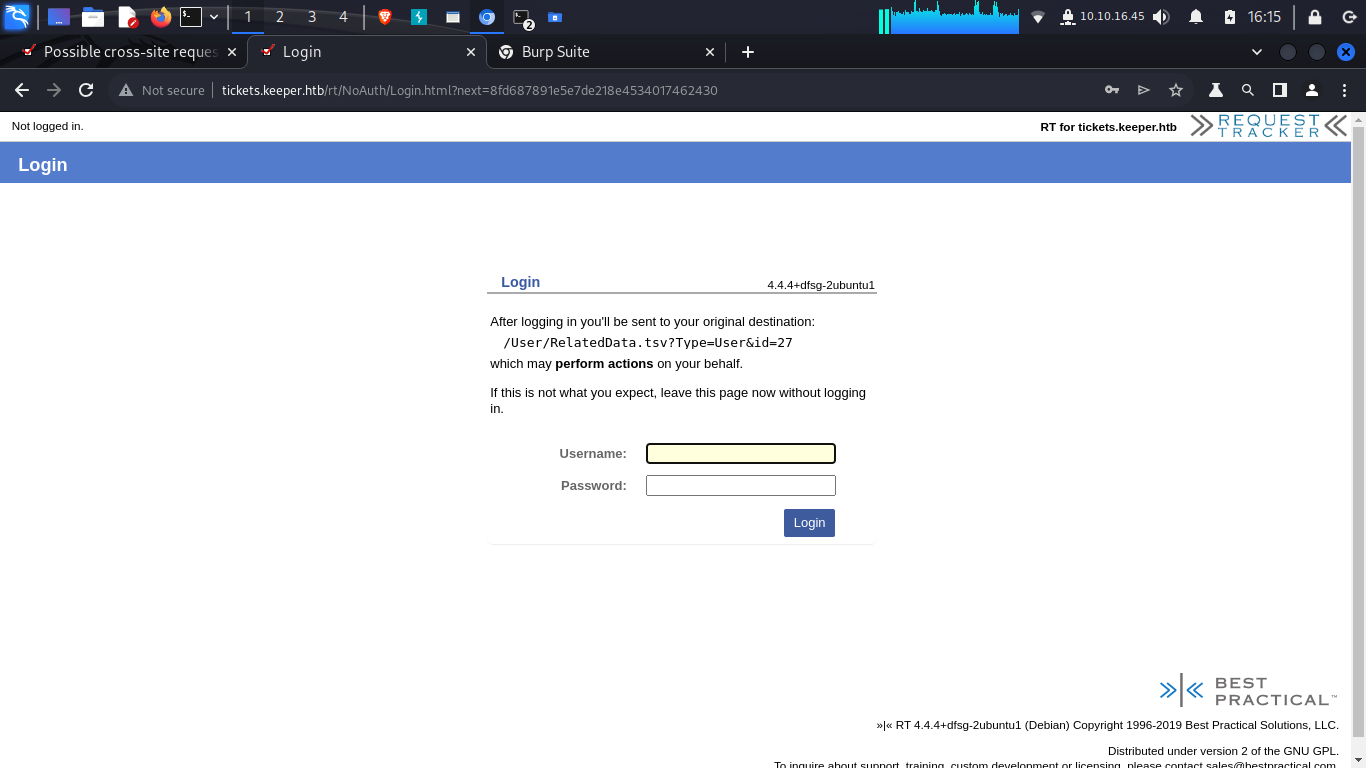 1 2 3 4 2 10.10.16.45 16:15
Possible cross-site reques Login Burp Suite
Not secure tickets.keeper.htb/rt/NoAuth/Login.html?next=8fd687891e5e7de218e4534017462430
Not logged in. RT for tickets.keeper.htb REQUEST
TRACKER
Login
Login 4.4.4+dfsg-2ubuntu1
After logging in you'll be sent to your original destination:
/User/RelatedData.tsv?Type=User&id=27
which may perform actions on your behalf.
If this is not what you expect, leave this page now without logging
in.
Username:
Password:
Login
BEST
PRACTICAL™
»|« RT 4.4.4+dfsg-2ubuntu1 (Debian) Copyright 1996-2019 Best Practical Solutions, LLC.
Distributed under version 2 of the GNU GPL.
To inquire about support, training, custom development or licensing, please contact sales@bestpractical.com.